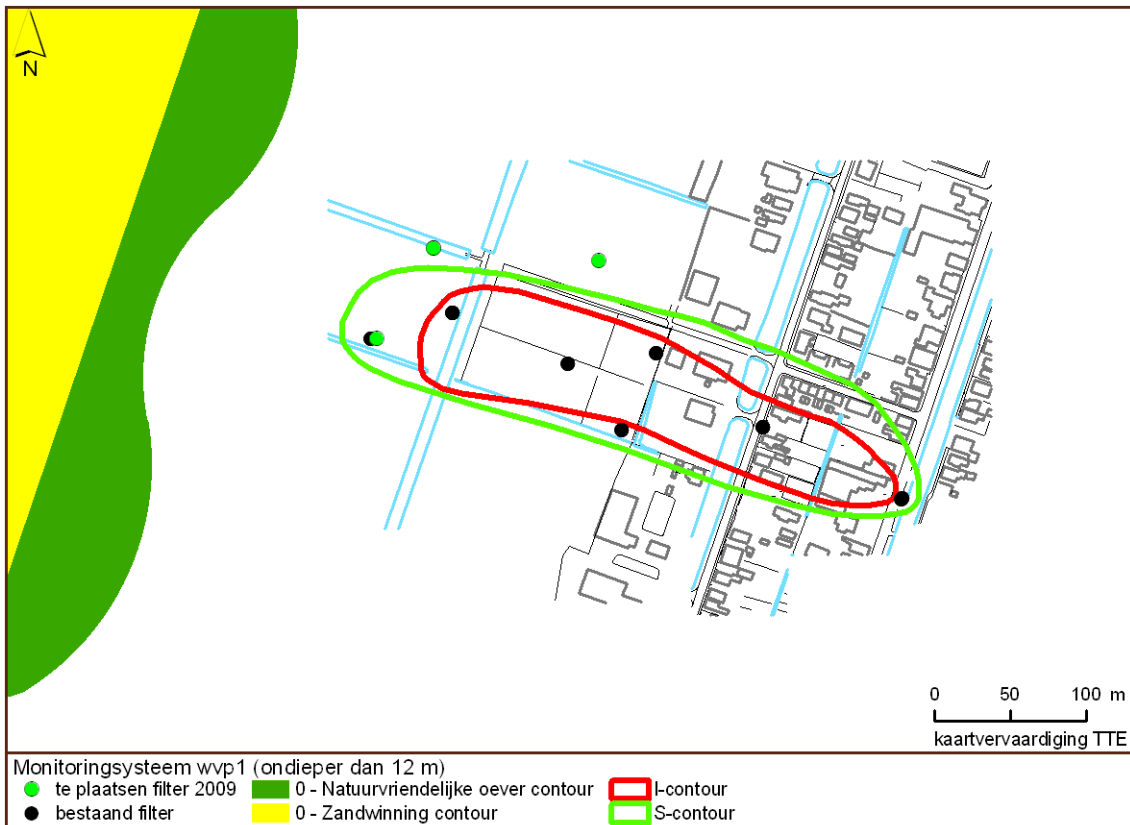 N
0 50 100 m
kaartvervaardiging TTE
Monitoringsysteem wvp1 (ondieper dan 12 m)
te plaatsen filter 2009 0 - Natuurvriendelijke oever contour I-contour
bestaand filter 0 - Zandwinning contour S-contour